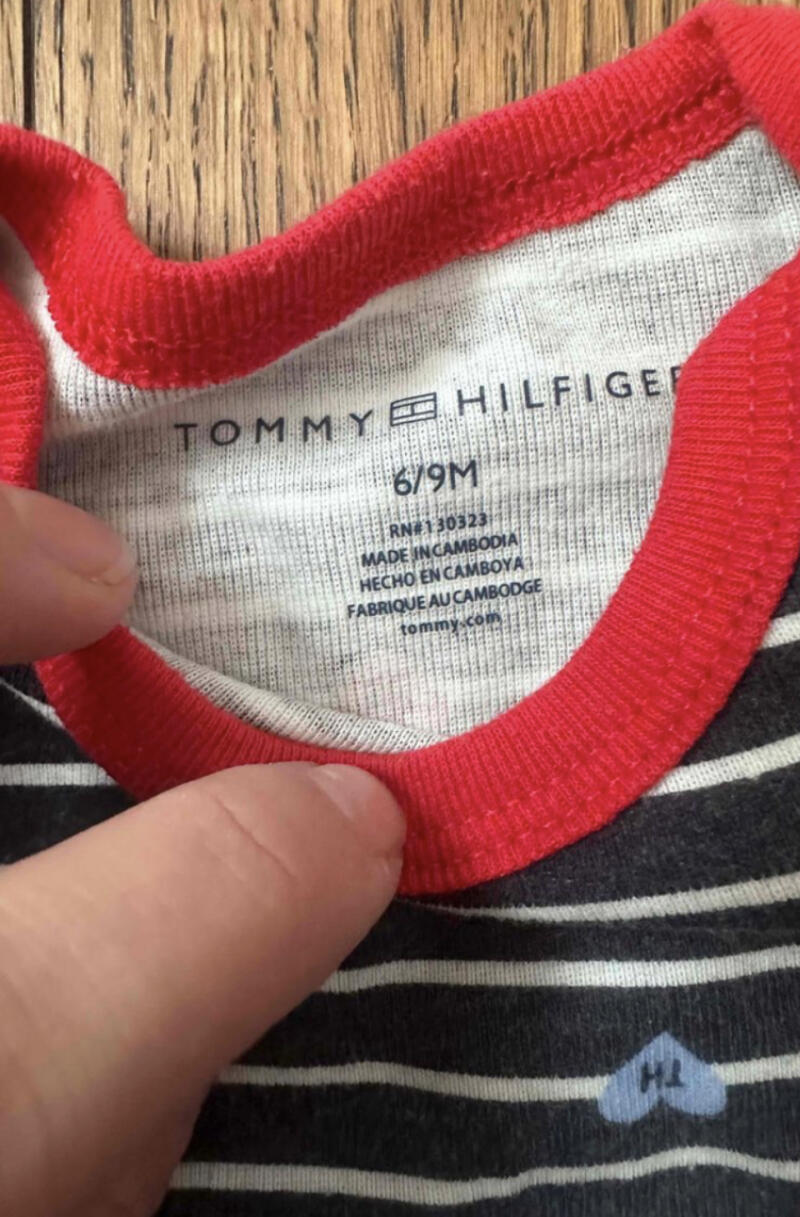 TOMMY HILFIGER
6/9M
RN#130323
MADE IN CAMBODIA
HECHO EN CAMBOYA
FABRIQUE AU CAMBODGE
tommy.com
TH